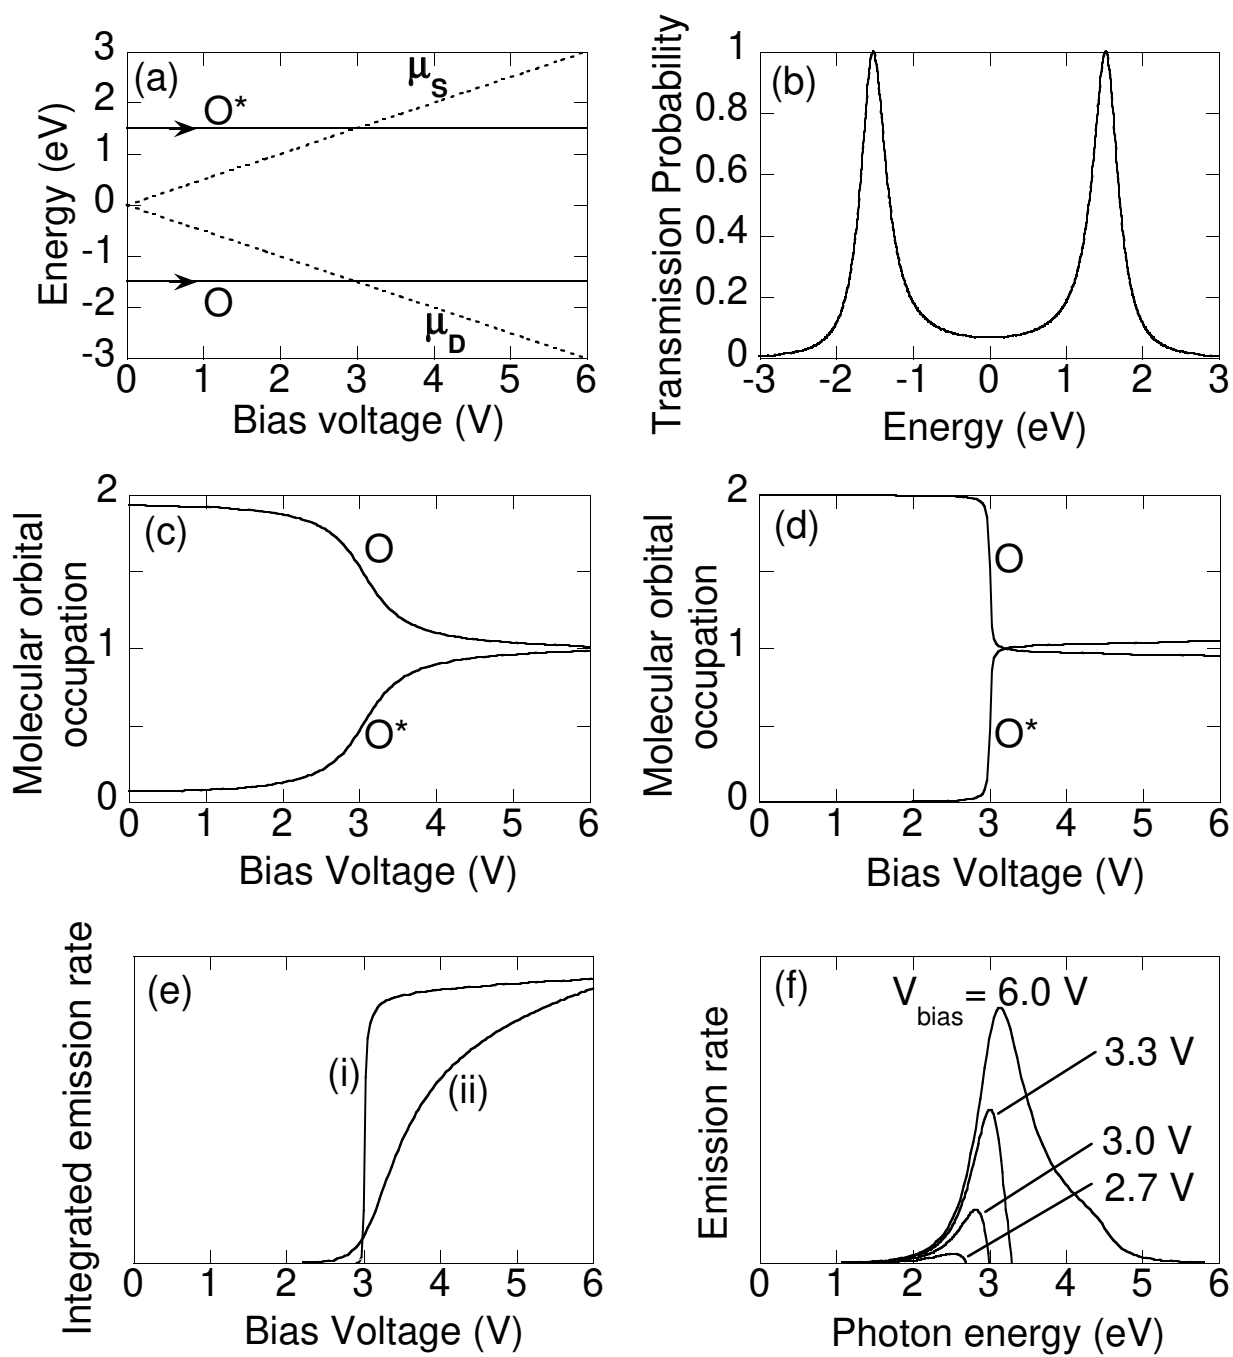 (a)
3
2
1
0
-1
-2
-3
Energy (eV)
O*
O
μS
μD
0 1 2 3 4 5 6
Bias voltage (V)
(b)
1
0.8
0.6
0.4
0.2
0
Transmission Probability
-3 -2 -1 0 1 2 3
Energy (eV)
(c)
2
1
0
Molecular orbital
occupation
O
O*
0 1 2 3 4 5 6
Bias Voltage (V)
(d)
2
1
0
Molecular orbital
occupation
O
O*
0 1 2 3 4 5 6
Bias Voltage (V)
(e)
Integrated emission rate
(i)
(ii)
0 1 2 3 4 5 6
Bias Voltage (V)
(f)
Emission rate
Vbias = 6.0 V
3.3 V
3.0 V
2.7 V
0 1 2 3 4 5 6
Photon energy (eV)